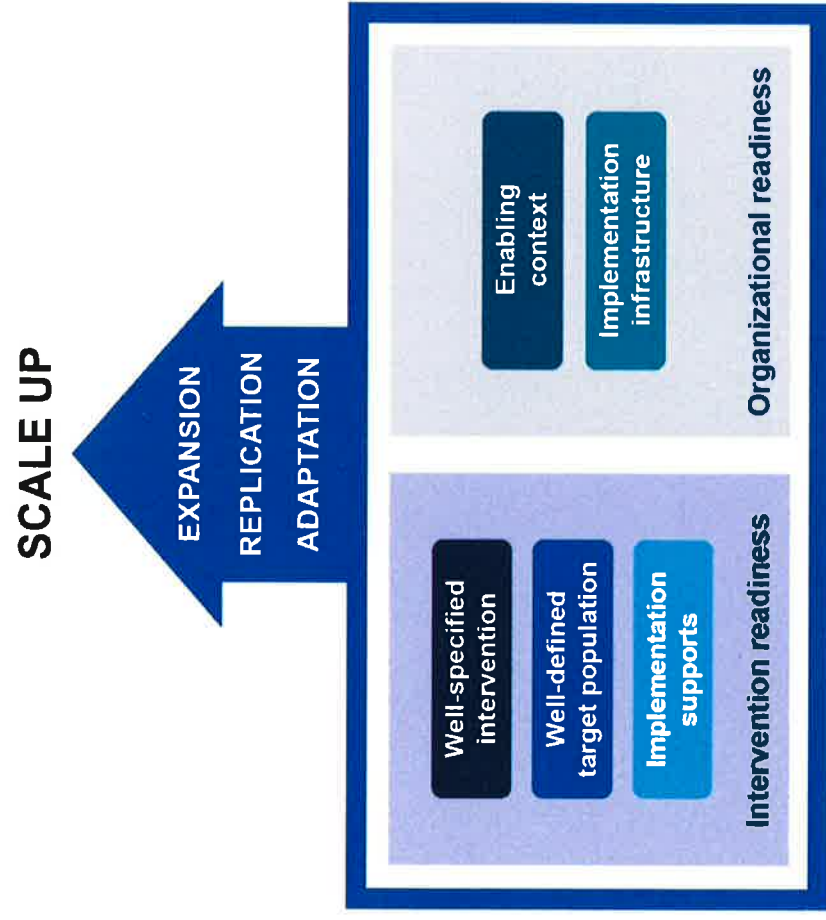 SCALE UP
EXPANSION
REPLICATION
ADAPTATION
Well-specified
intervention
Well-defined
target population
Implementation
supports
Intervention readiness
Enabling
context
Implementation
infrastructure
Organizational readiness